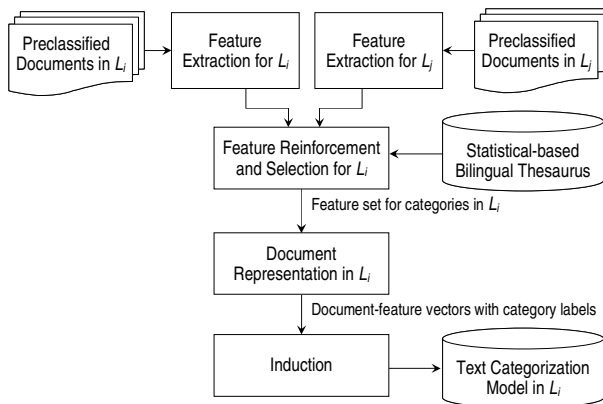 Preclassified
Documents in Li
Feature
Extraction for Li
Feature
Extraction for Lj
Preclassified
Documents in Lj
Feature Reinforcement
and Selection for Li
Statistical-based
Bilingual Thesaurus
Feature set for categories in Li
Document
Representation in Li
Document-feature vectors with category labels
Induction
Text Categorization
Model in Li